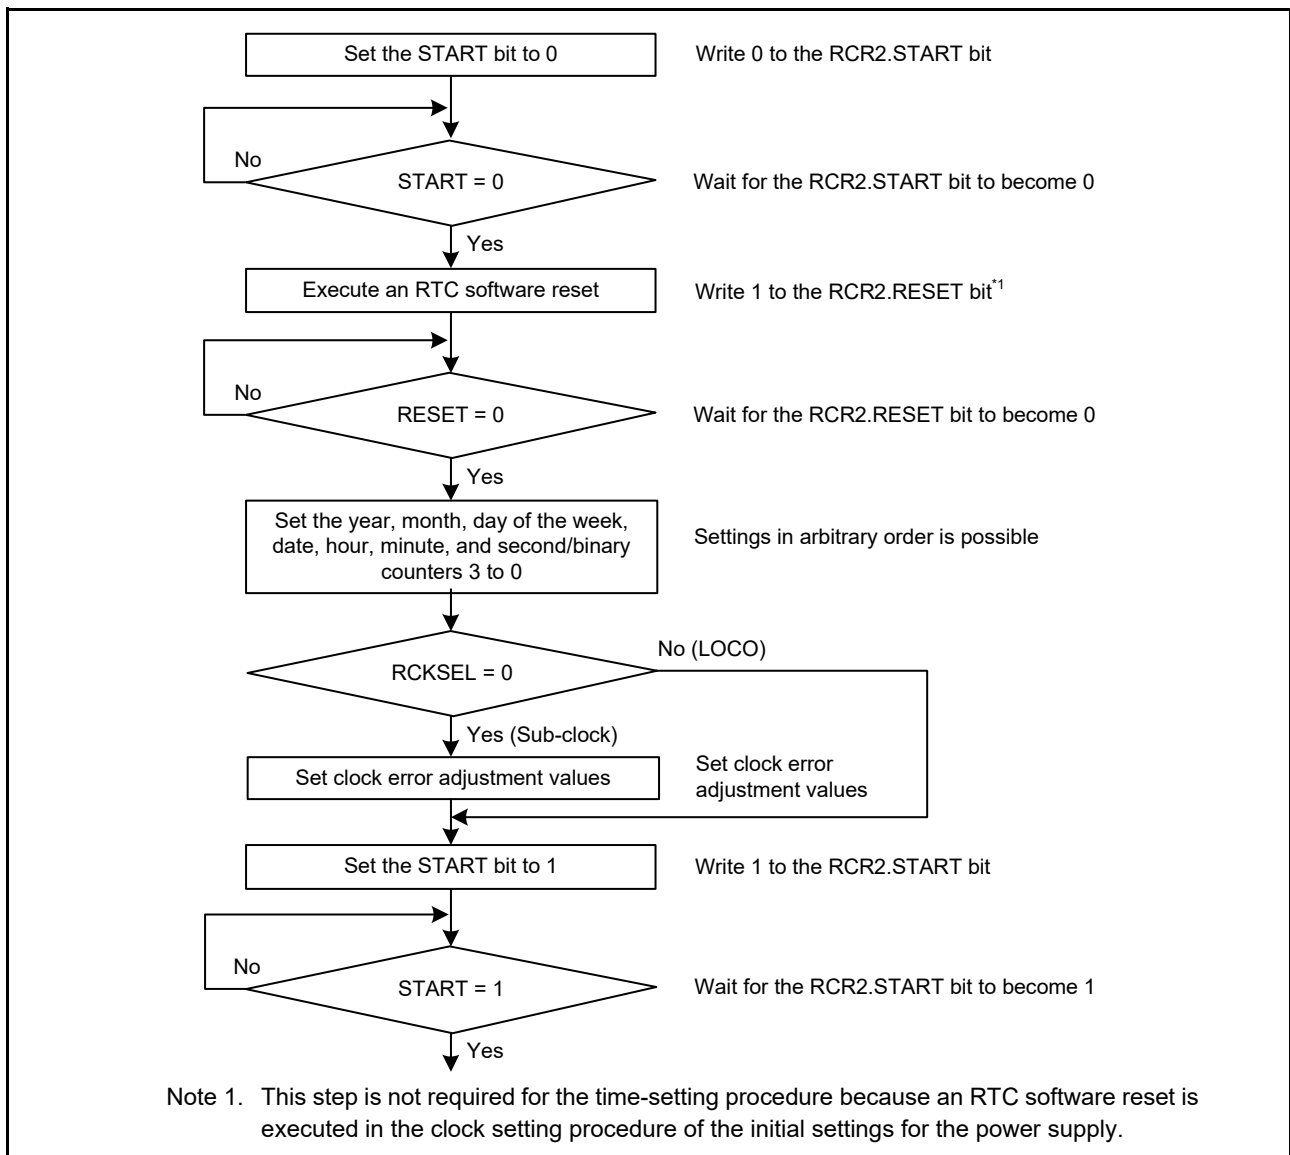 Set the START bit to 0
Write 0 to the RCR2.START bit
No
START = 0
Wait for the RCR2.START bit to become 0
Yes
Execute an RTC software reset
Write 1 to the RCR2.RESET bit*1
No
RESET = 0
Wait for the RCR2.RESET bit to become 0
Yes
Set the year, month, day of the week,
date, hour, minute, and second/binary
counters 3 to 0
Settings in arbitrary order is possible
No (LOCO)
RCKSEL = 0
Yes (Sub-clock)
Set clock error adjustment values
Set clock error
adjustment values
Set the START bit to 1
Write 1 to the RCR2.START bit
No
START = 1
Wait for the RCR2.START bit to become 1
Yes
Note 1. This step is not required for the time-setting procedure because an RTC software reset is
executed in the clock setting procedure of the initial settings for the power supply.